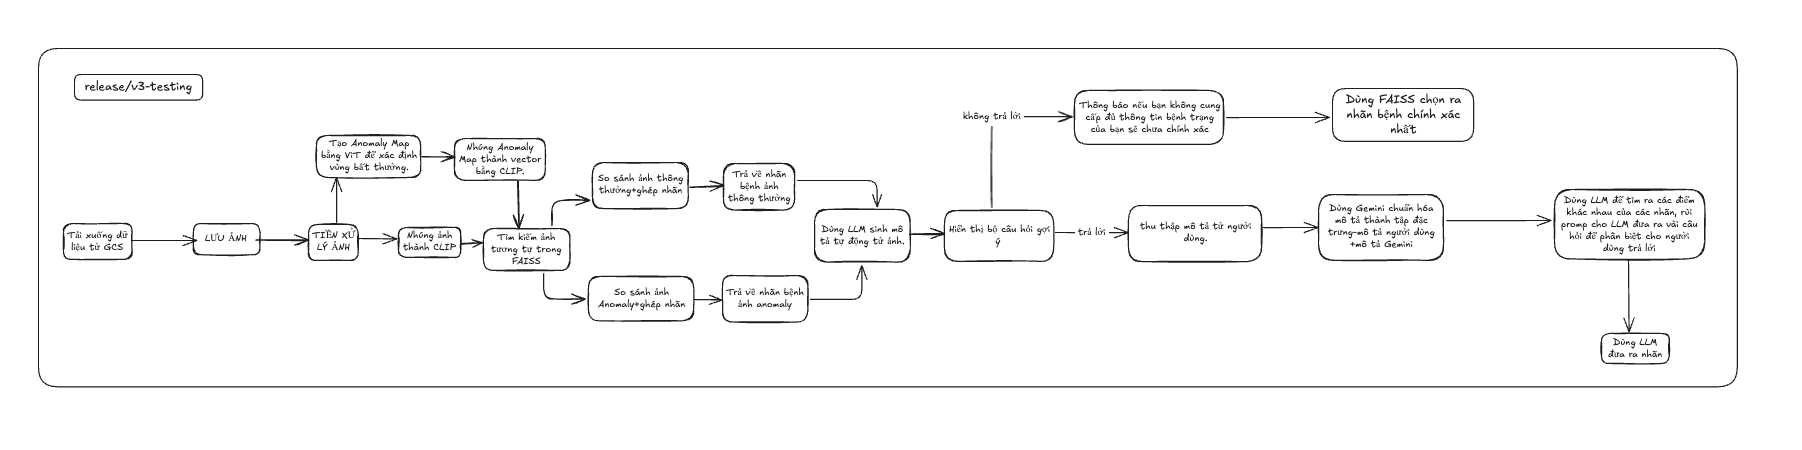 release/v3-testing
Tải xuống dữ
liệu từ GCS
LƯU ẢNH
TIỀN XỬ
LÝ ẢNH
Tạo Anomaly Map
bằng ViT để xác định
vùng bất thường.
Nhúng Anomaly
Map thành vector
bằng CLIP.
Nhúng ảnh
thành CLIP
Tìm kiếm ảnh
tương tự trong
FAISS
So sánh ảnh thông
thường+ghép nhãn
Trả về nhãn
bệnh ảnh
thông thường
So sánh ảnh
Anomaly+ghép nhãn
Trả về nhãn bệnh
ảnh anomaly
Dùng LLM sinh mô
tả tự động từ ảnh.
Hiển thị bộ câu hỏi gợi
ý
không trả lời
Thông báo nếu bạn không cung
cấp đủ thông tin bệnh trạng
của bạn sẽ chưa chính xác
Dùng FAISS chọn ra
nhãn bệnh chính xác
nhất
trả lời
thu thập mô tả từ người
dùng.
Dùng Gemini chuẩn hóa
mô tả thành tập đặc
trưng-mô tả người dùng
+mô tả Gemini
Dùng LLM để tìm ra các điểm
khác nhau của các nhãn, rùi
promp cho LLM đưa ra vài câu
hỏi để phân biệt cho người
dùng trả lời
Dùng LLM
đưa ra nhãn